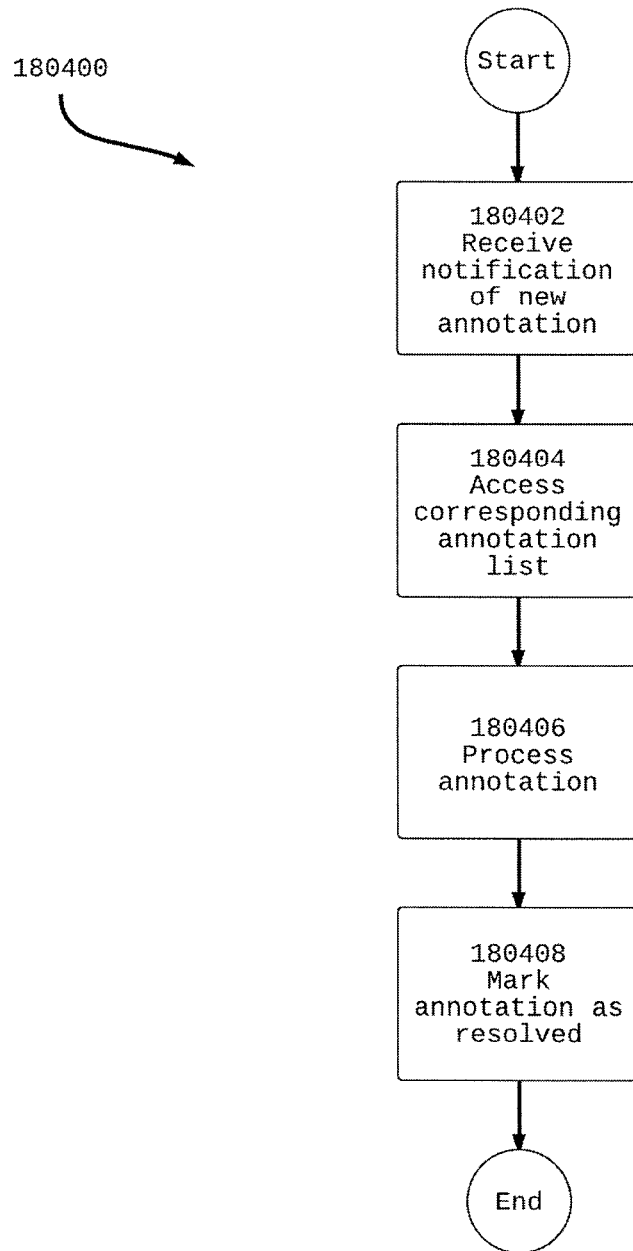 Start
180400
180402
Receive
notification
of new
annotation
180404
Access
corresponding
annotation
list
180406
Process
annotation
180408
Mark
annotation as
resolved
End